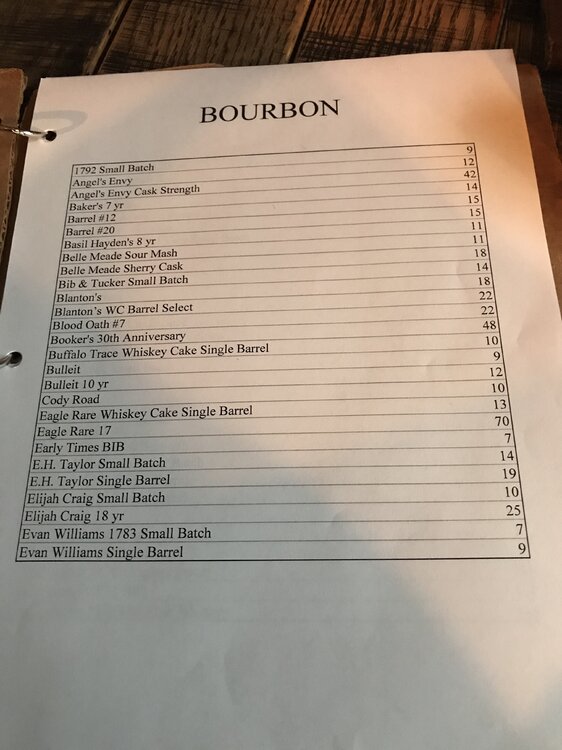 BOURBON
1792 Small Batch 9
Angel's Envy 12
Angel's Envy Cask Strength 42
Baker's 7 yr 14
Barrel #12 15
Barrel #20 15
Basil Hayden's 8 yr 11
Belle Meade Sour Mash 11
Belle Meade Sherry Cask 18
Bib & Tucker Small Batch 14
Blanton's 18
Blanton's WC Barrel Select 22
Blood Oath #7 22
Booker's 30th Anniversary 48
Buffalo Trace Whiskey Cake Single Barrel 10
Bulleit 9
Bulleit 10 yr 12
Cody Road 10
Eagle Rare Whiskey Cake Single Barrel 13
Eagle Rare 17 70
Early Times BIB 7
E.H. Taylor Small Batch 14
E.H. Taylor Single Barrel 19
Elijah Craig Small Batch 10
Elijah Craig 18 yr 25
Evan Williams 1783 Small Batch 7
Evan Williams Single Barrel 9